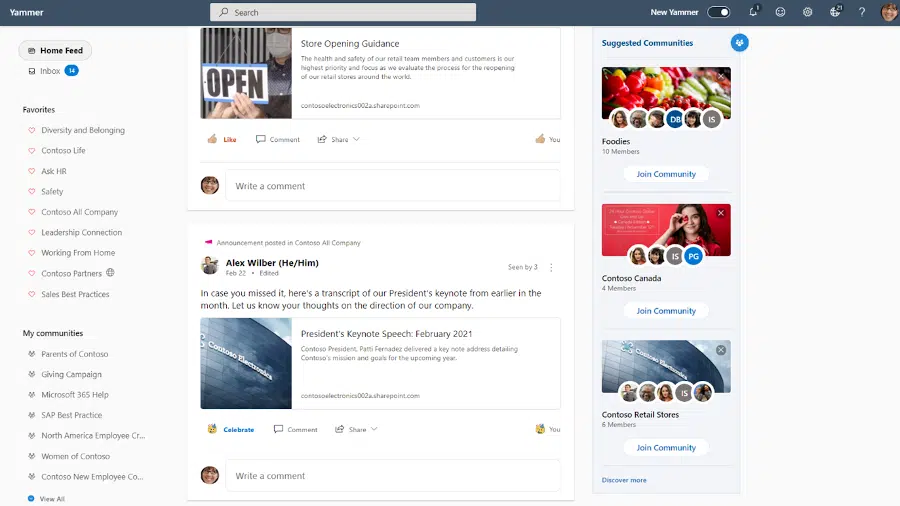 Yammer
Search
New Yammer
1
21
?
Home Feed
Inbox 14
Favorites
Diversity and Belonging
Contoso Life
Ask HR
Safety
Contoso All Company
Leadership Connection
Working From Home
Contoso Partners
Sales Best Practices
My communities
Parents of Contoso
Giving Campaign
Microsoft 365 Help
SAP Best Practice
North America Employee Cr...
Women of Contoso
Contoso New Employee Co...
View All
OPEN
Store Opening Guidance
The health and safety of our retail team members and customers is our
highest priority and focus as we evaluate the process for the reopening
of our retail stores around the world.
contosoelectronics002a.sharepoint.com
Like
Comment
Share
You
Write a comment
Announcement posted in Contoso All Company
Alex Wilber (He/Him)
Feb 22 • Edited
Seen by 3
In case you missed it, here's a transcript of our President's keynote from earlier in the
month. Let us know your thoughts on the direction of our company.
Contoso Electronics
President's Keynote Speech: February 2021
Contoso President, Patti Fernadez delivered a key note address detailing
Contoso's mission and goals for the upcoming year.
contosoelectronics002a.sharepoint.com
Celebrate
Comment
Share
You
Write a comment
Suggested Communities
DB
IS
Foodies
10 Members
Join Community
IS
PG
Contoso Canada
4 Members
Join Community
Contoso Electronics
IS
Contoso Retail Stores
6 Members
Join Community
Discover more